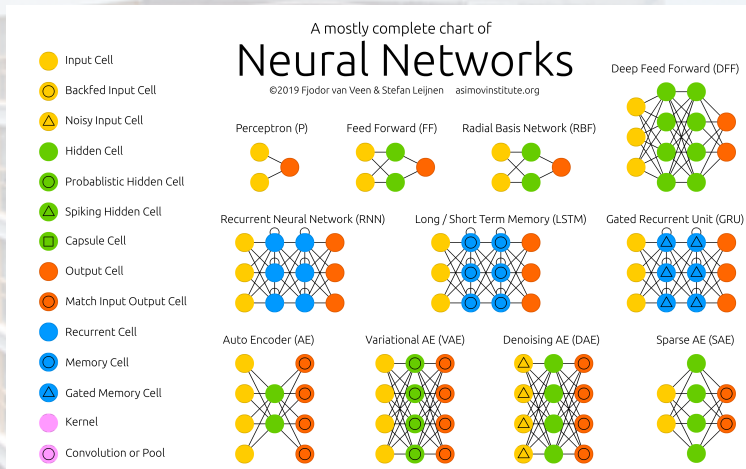 A mostly complete chart of
Neural Networks
©2019 Fjodor van Veen & Stefan Leijnen asimovinstitute.org
Input Cell
Backfed Input Cell
Noisy Input Cell
Hidden Cell
Probablistic Hidden Cell
Spiking Hidden Cell
Capsule Cell
Output Cell
Match Input Output Cell
Recurrent Cell
Memory Cell
Gated Memory Cell
Kernel
Convolution or Pool
Deep Feed Forward (DFF)
Perceptron (P) Feed Forward (FF) Radial Basis Network (RBF)
Recurrent Neural Network (RNN) Long / Short Term Memory (LSTM) Gated Recurrent Unit (GRU)
Auto Encoder (AE) Variational AE (VAE) Denoising AE (DAE) Sparse AE (SAE)